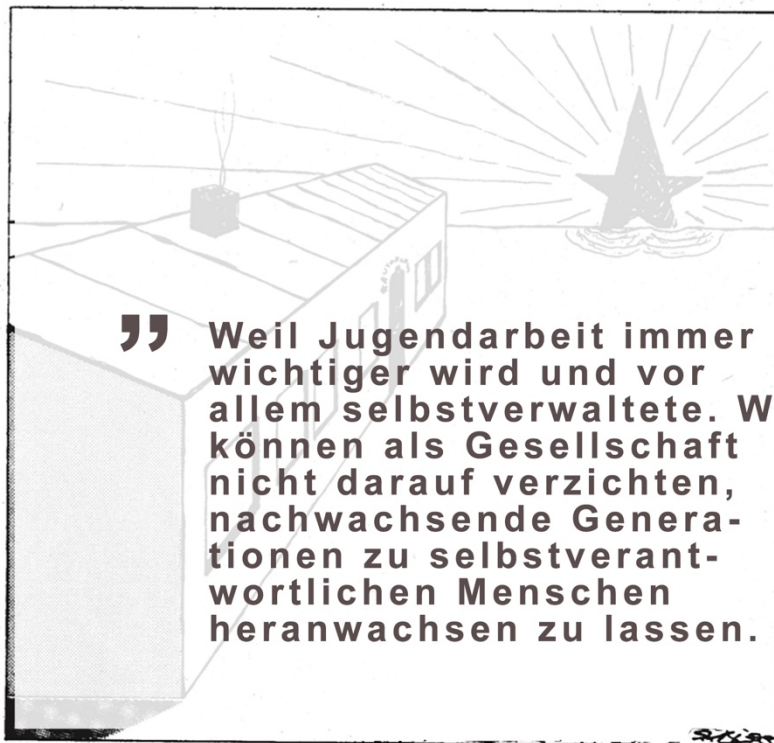 ” Weil Jugendarbeit immer
wichtiger wird und vor
allem selbstverwaltete. W
können als Gesellschaft
nicht darauf verzichten,
nachwachsende Genera-
tionen zu selbstverant-
wortlichen Menschen
heranwachsen zu lassen.